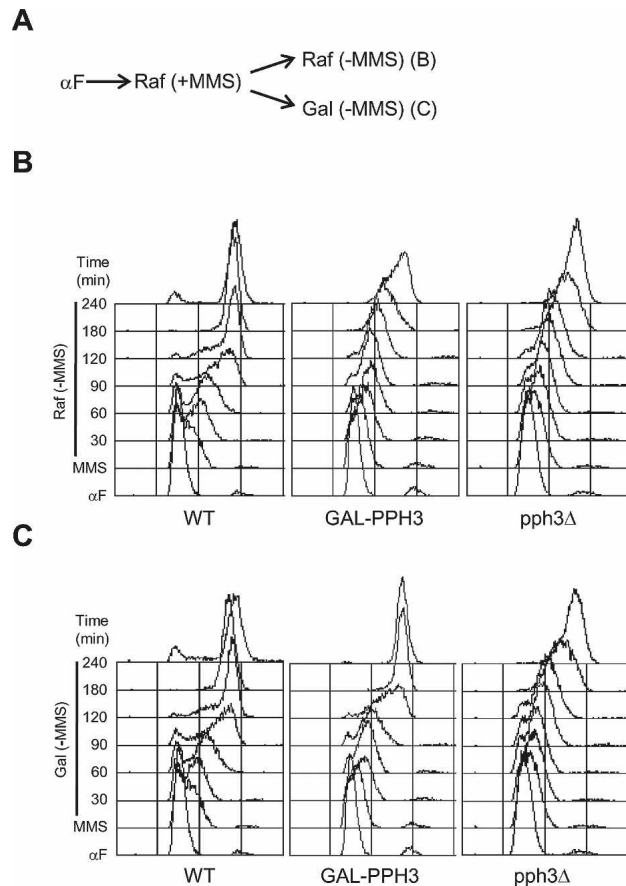 A
αF Raf (+MMS) Raf (-MMS) (B)
Gal (-MMS) (C)
B
Time
(min)
240
180
120
90
60
30
MMS
αF
Raf (-MMS)
WT GAL-PPH3 pph3Δ
C
Time
(min)
240
180
120
90
60
30
MMS
αF
Gal (-MMS)
WT GAL-PPH3 pph3Δ